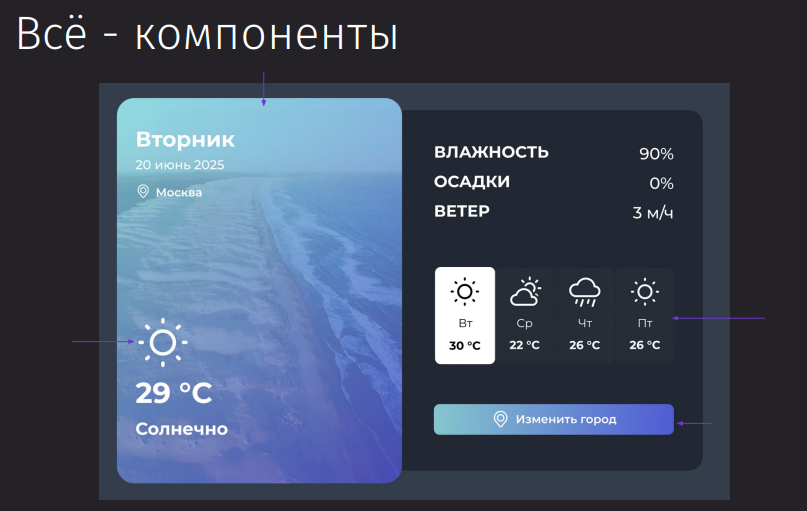 Всё - компоненты
Вторник
20 июнь 2025
Москва
29 °C
Солнечно
ВЛАЖНОСТЬ 90%
ОСАДКИ 0%
ВЕТЕР 3 м/ч
Вт Ср Чт Пт
30 °C 22 °C 26 °C 26 °C
Изменить город